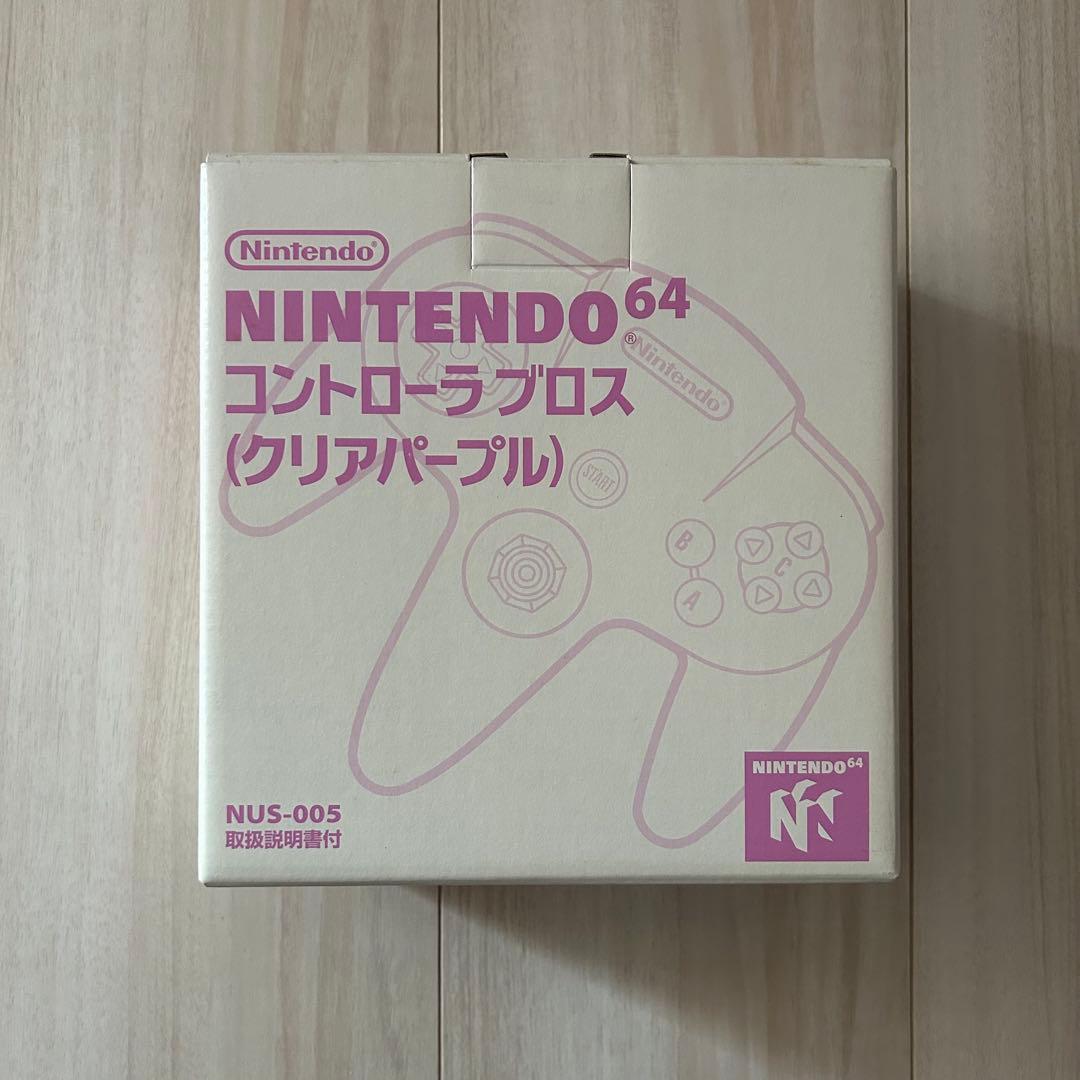 Nintendo®
NINTENDO64
コントローラ ブロス
(クリアパープル)
®Nintendo
START
B
A
C
NUS-005
取扱説明書付
NINTENDO64